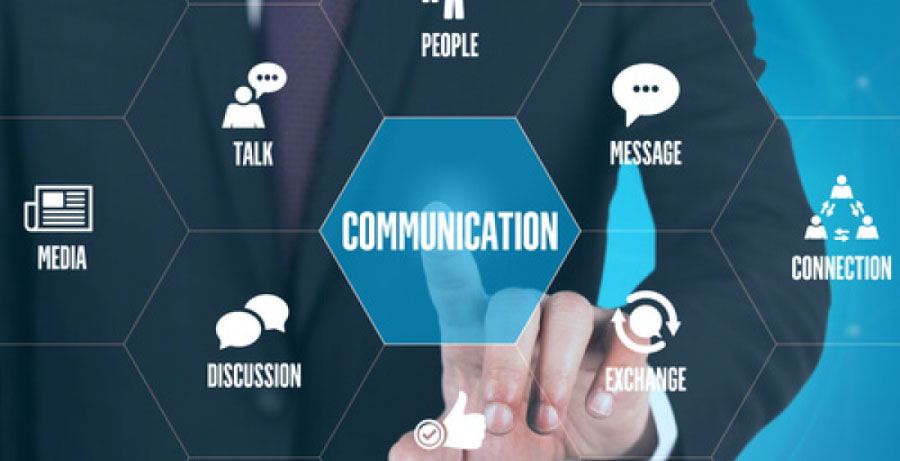 PEOPLE
TALK
MESSAGE
COMMUNICATION
MEDIA
CONNECTION
DISCUSSION
EXCHANGE